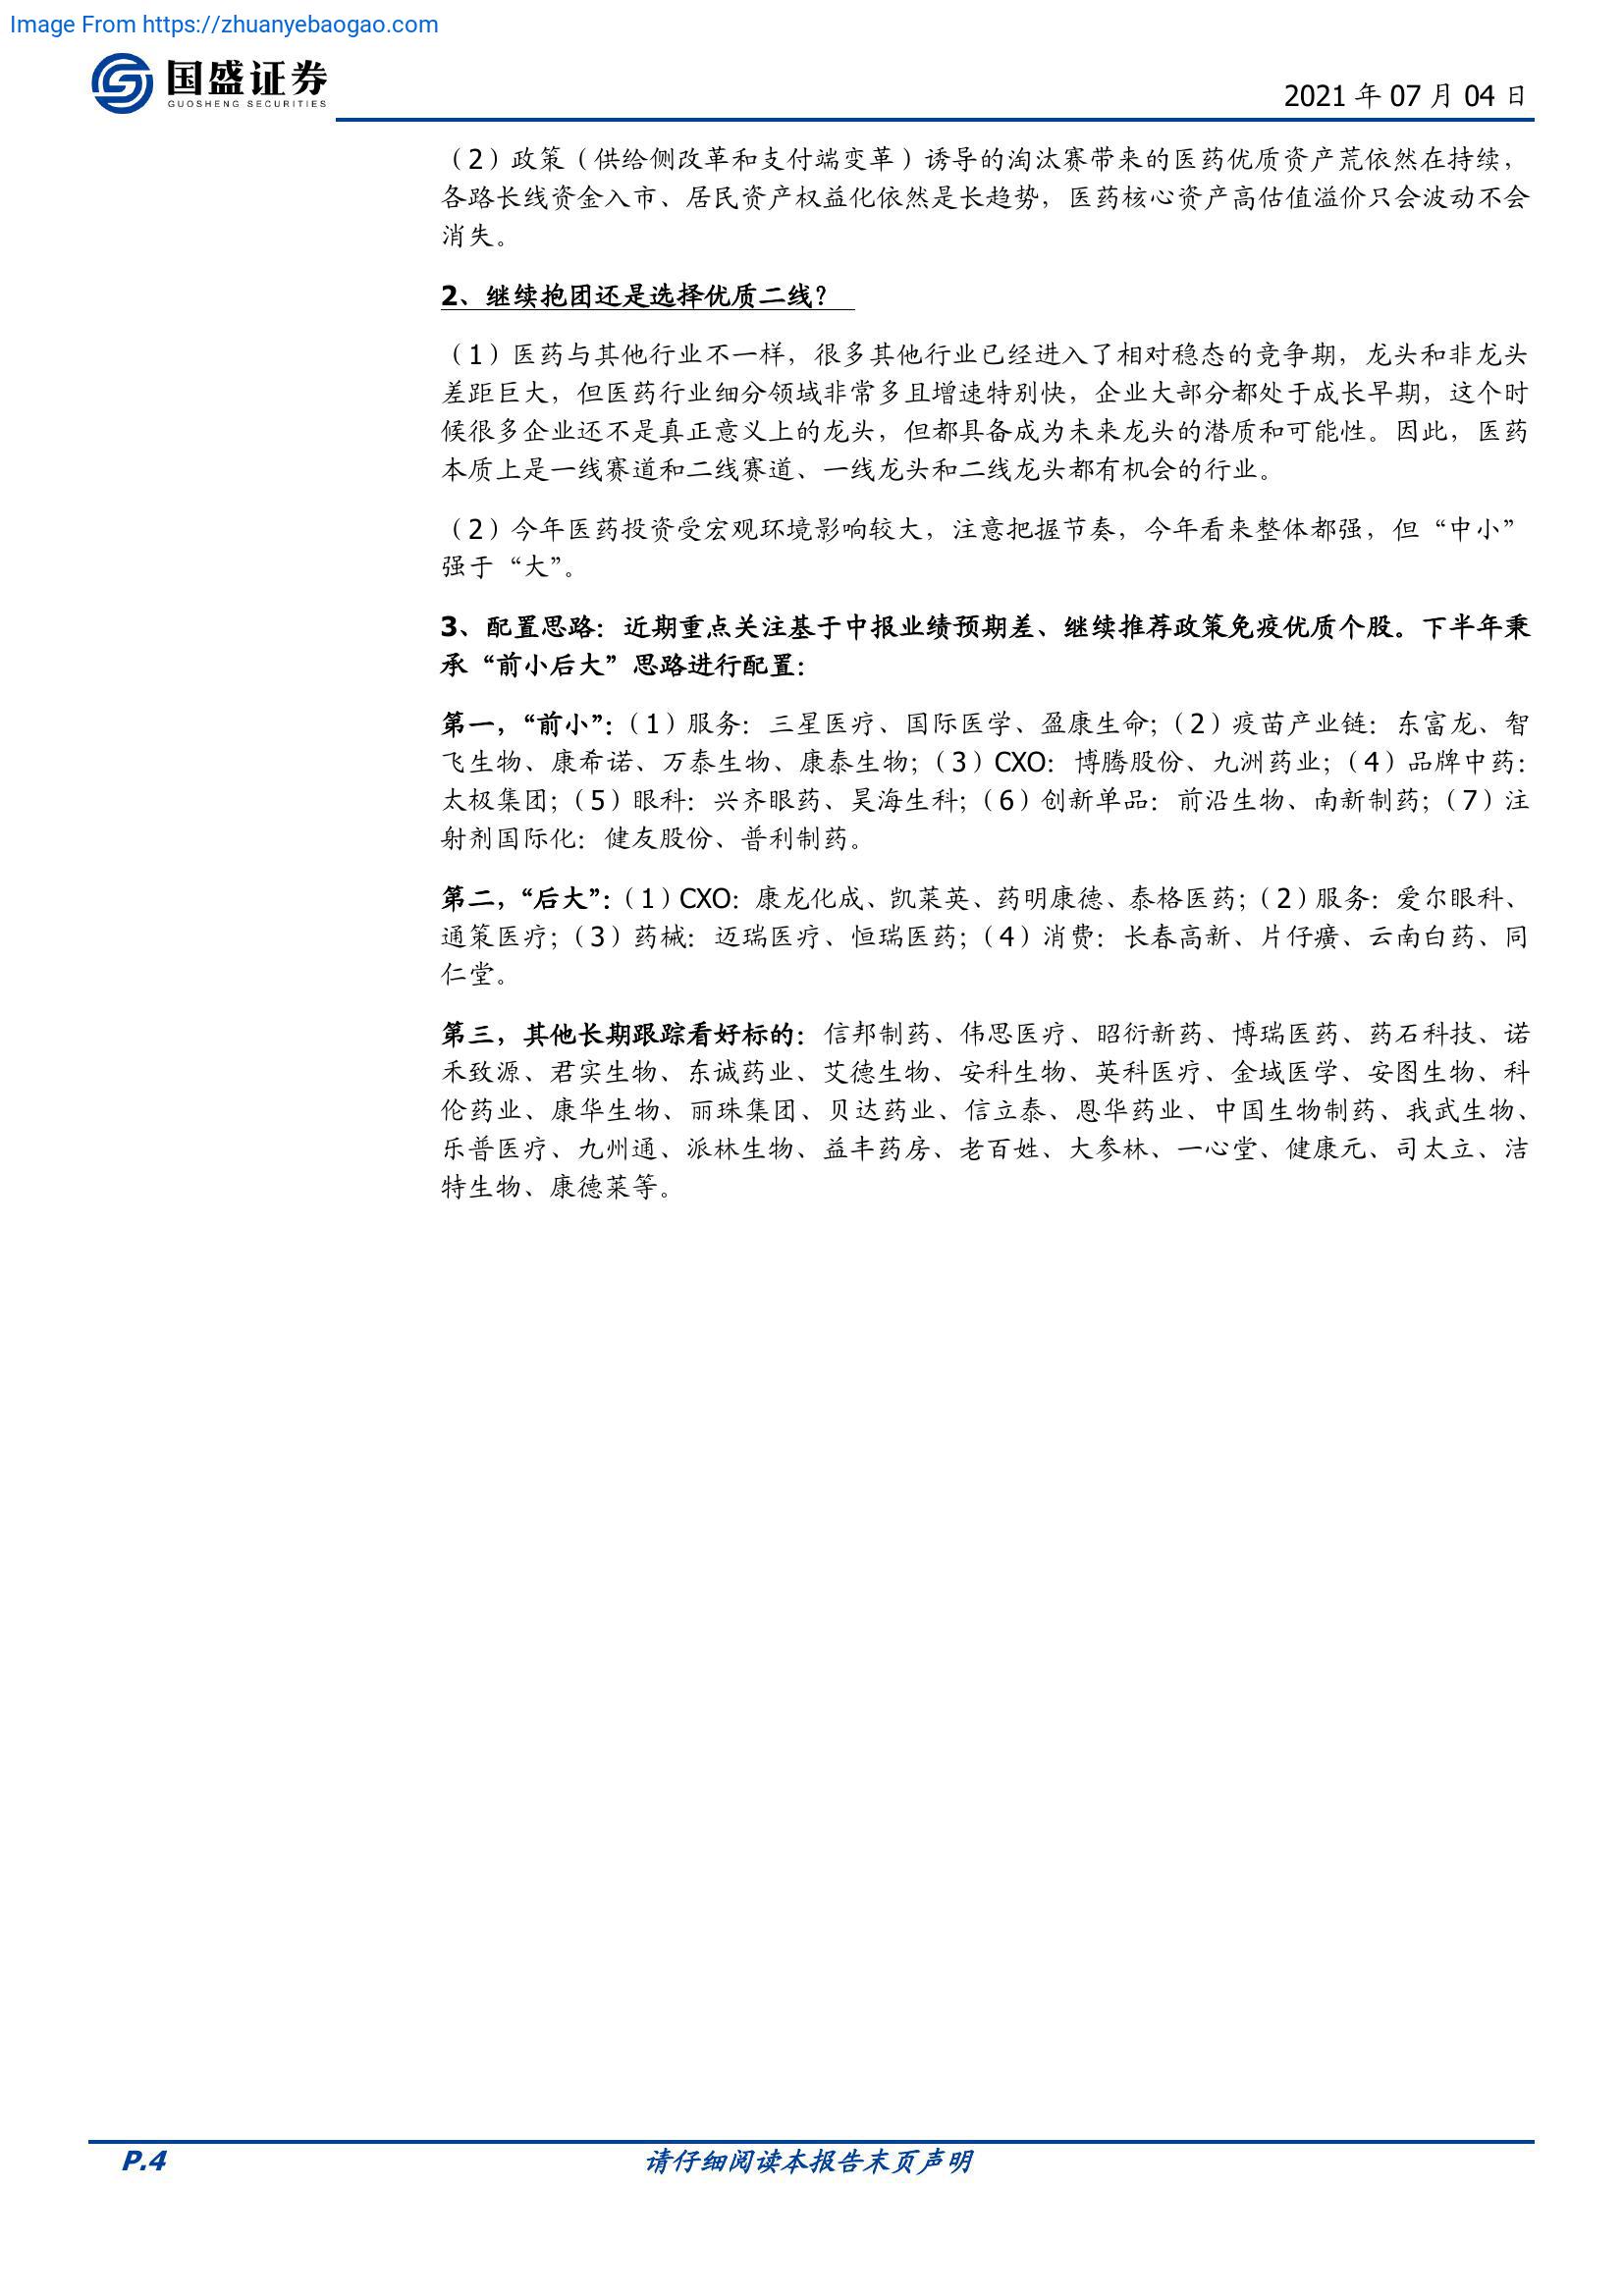 Image From https://zhuanyebaogao.com
国盛证券
GUOSHENG SECURITIES
2021 年 07 月 04 日
（2）政策（供给侧改革和支付端变革）诱导的淘汰赛带来的医药优质资产荒依然在持续，
各路长线资金入市、居民资产权益化依然是长趋势，医药核心资产高估值溢价只会波动不会
消失。
2、继续抱团还是选择优质二线？
（1）医药与其他行业不一样，很多其他行业已经进入了相对稳态的竞争期，龙头和非龙头
差距巨大，但医药行业细分领域非常多且增速特别快，企业大部分都处于成长早期，这个时
候很多企业还不是真正意义上的龙头，但都具备成为未来龙头的潜质和可能性。因此，医药
本质上是一线赛道和二线赛道、一线龙头和二线龙头都有机会的行业。
（2）今年医药投资受宏观环境影响较大，注意把握节奏，今年看来整体都强，但“中小”
强于“大”。
3、配置思路：近期重点关注基于中报业绩预期差、继续推荐政策免疫优质个股。下半年秉
承“前小后大”思路进行配置：
第一，“前小”：（1）服务：三星医疗、国际医学、盈康生命；（2）疫苗产业链：东富龙、智
飞生物、康希诺、万泰生物、康泰生物；（3）CXO：博腾股份、九洲药业；（4）品牌中药：
太极集团；（5）眼科：兴齐眼药、昊海生科；（6）创新单品：前沿生物、南新制药；（7）注
射剂国际化：健友股份、普利制药。
第二，“后大”：（1）CXO：康龙化成、凯莱英、药明康德、泰格医药；（2）服务：爱尔眼科、
通策医疗；（3）药械：迈瑞医疗、恒瑞医药；（4）消费：长春高新、片仔癀、云南白药、同
仁堂。
第三，其他长期跟踪看好标的：信邦制药、伟思医疗、昭衍新药、博瑞医药、药石科技、诺
禾致源、君实生物、东诚药业、艾德生物、安科生物、英科医疗、金域医学、安图生物、科
伦药业、康华生物、丽珠集团、贝达药业、信立泰、恩华药业、中国生物制药、我武生物、
乐普医疗、九州通、派林生物、益丰药房、老百姓、大参林、一心堂、健康元、司太立、洁
特生物、康德莱等。
P.4
请仔细阅读本报告末页声明